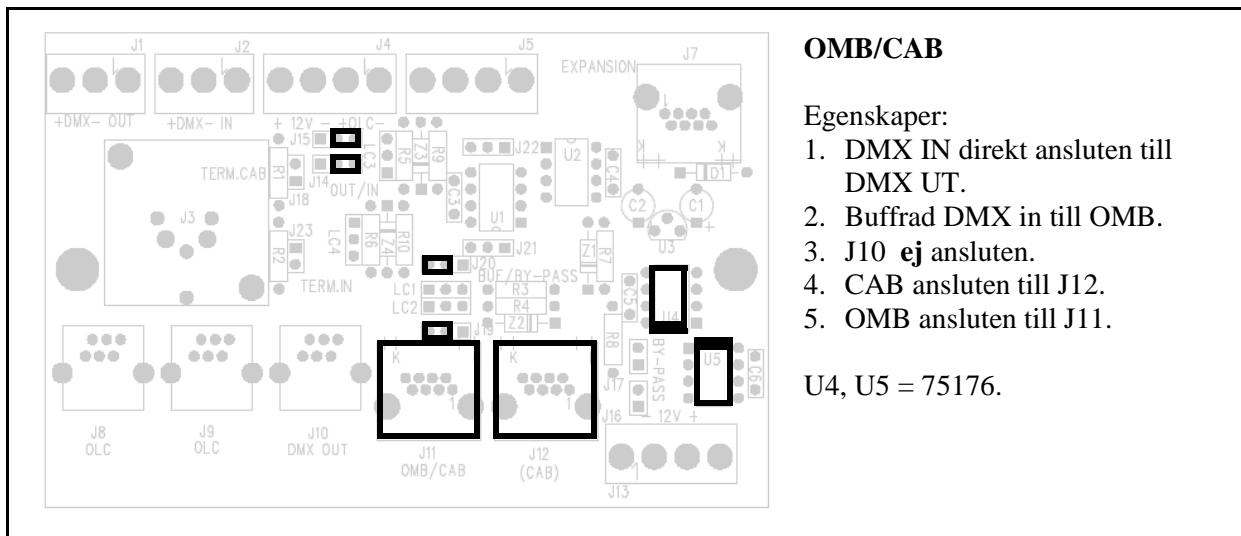 J1 J2 J4 J5 J7
EXPANSION
+DMX- OUT +DMX- IN + 12V - +OLC-
J15
J14
LC3
R5
Z3
R9
J22
U2
C4
D1
K K
1
TERM.CAB
R1
J18
OUT/IN
C3
U1
C2 C1
U3
J3
J23
R2
LC4
R6
Z4
R10
J21
Z1
R7
J20
BUF/BY-PASS
TERM.IN
LC1 R3
LC2 R4
Z2
J19
C5
U4
R8
BY-PASS
U5
C6
K K
1 1
J17
J16 - 12V +
J8 J9 J10 J11 J12
OLC OLC DMX OUT OMB/CAB (CAB)
1
J13
OMB/CAB
Egenskaper:
1. DMX IN direkt ansluten till
DMX UT.
2. Buffrad DMX in till OMB.
3. J10 ej ansluten.
4. CAB ansluten till J12.
5. OMB ansluten till J11.
U4, U5 = 75176.